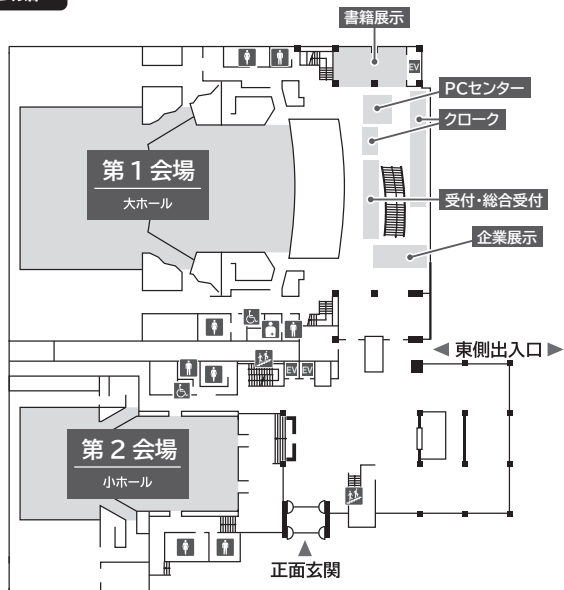 書籍展示
EV
PCセンター
クローク
第1会場
大ホール
受付・総合受付
企業展示
◀ 東側出入口 ▶
EV EV
第2会場
小ホール
▲
正面玄関